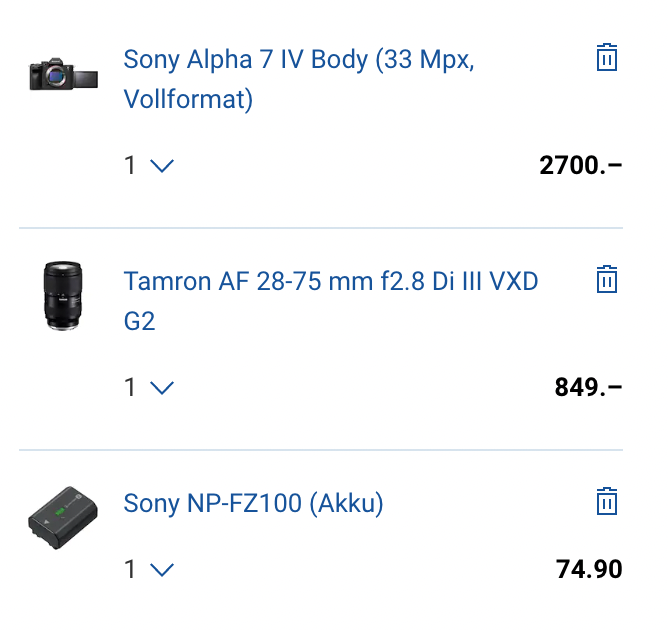 Sony Alpha 7 IV Body (33 Mpx,
Vollformat)
1
2700.–
Tamron AF 28-75 mm f2.8 Di III VXD
G2
1
849.–
Sony NP-FZ100 (Akku)
1
74.90